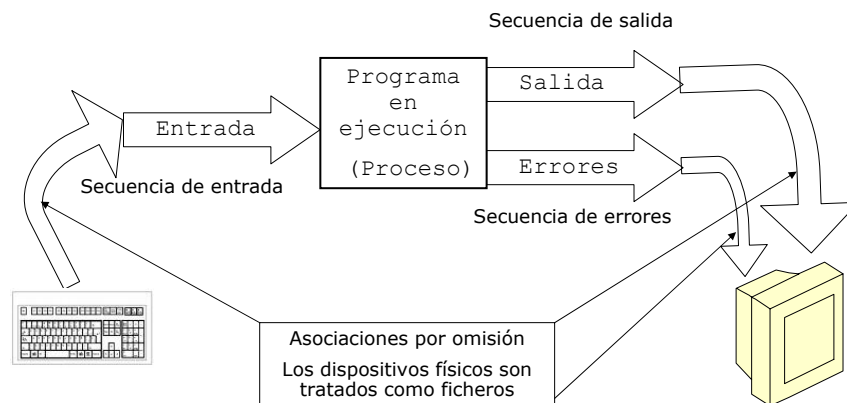 Secuencia de salida
Programa
en
ejecución
(Proceso)
Salida
Entrada
Errores
Secuencia de entrada
Secuencia de errores
Asociaciones por omisión
Los dispositivos físicos son
tratados como ficheros